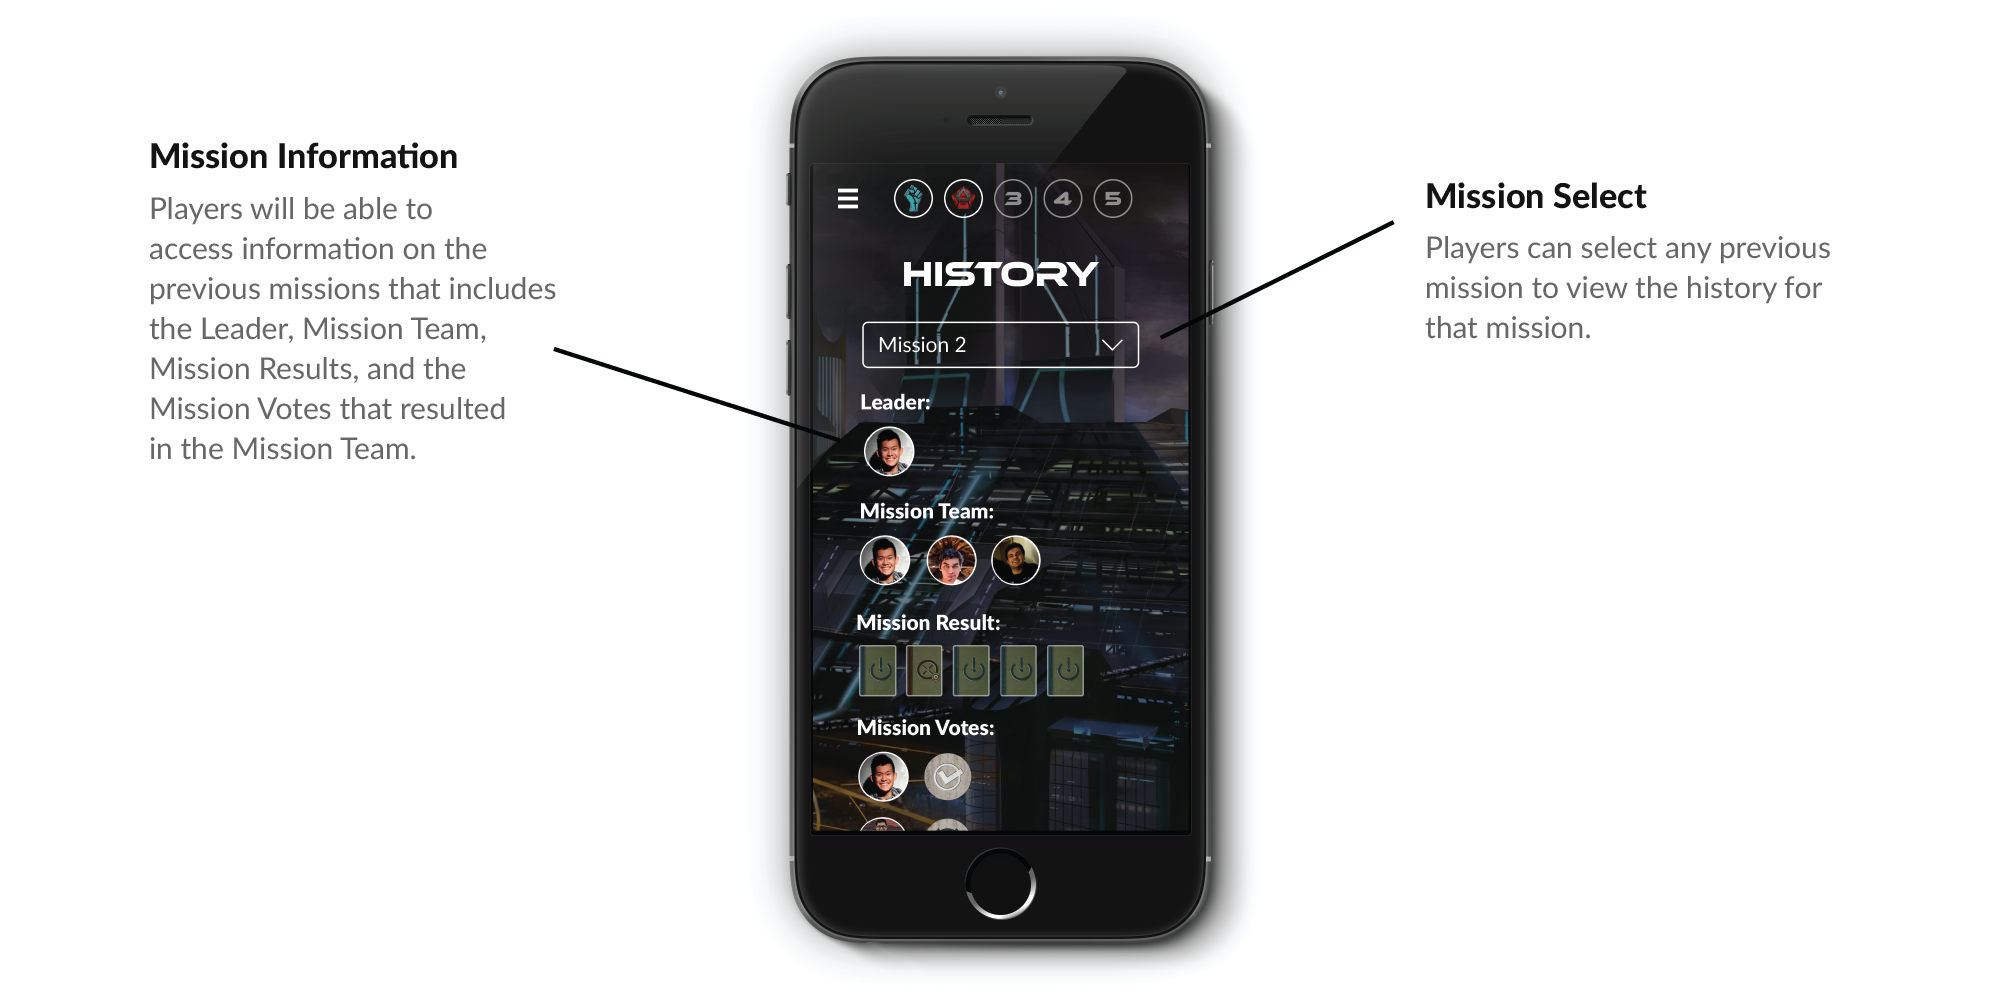 Mission Information
Players will be able to
access information on the
previous missions that includes
the Leader, Mission Team,
Mission Results, and the
Mission Votes that resulted
in the Mission Team.
3 4 5
HISTORY
Mission 2
Leader:
Mission Team:
Mission Result:
Mission Votes:
Mission Select
Players can select any previous
mission to view the history for
that mission.